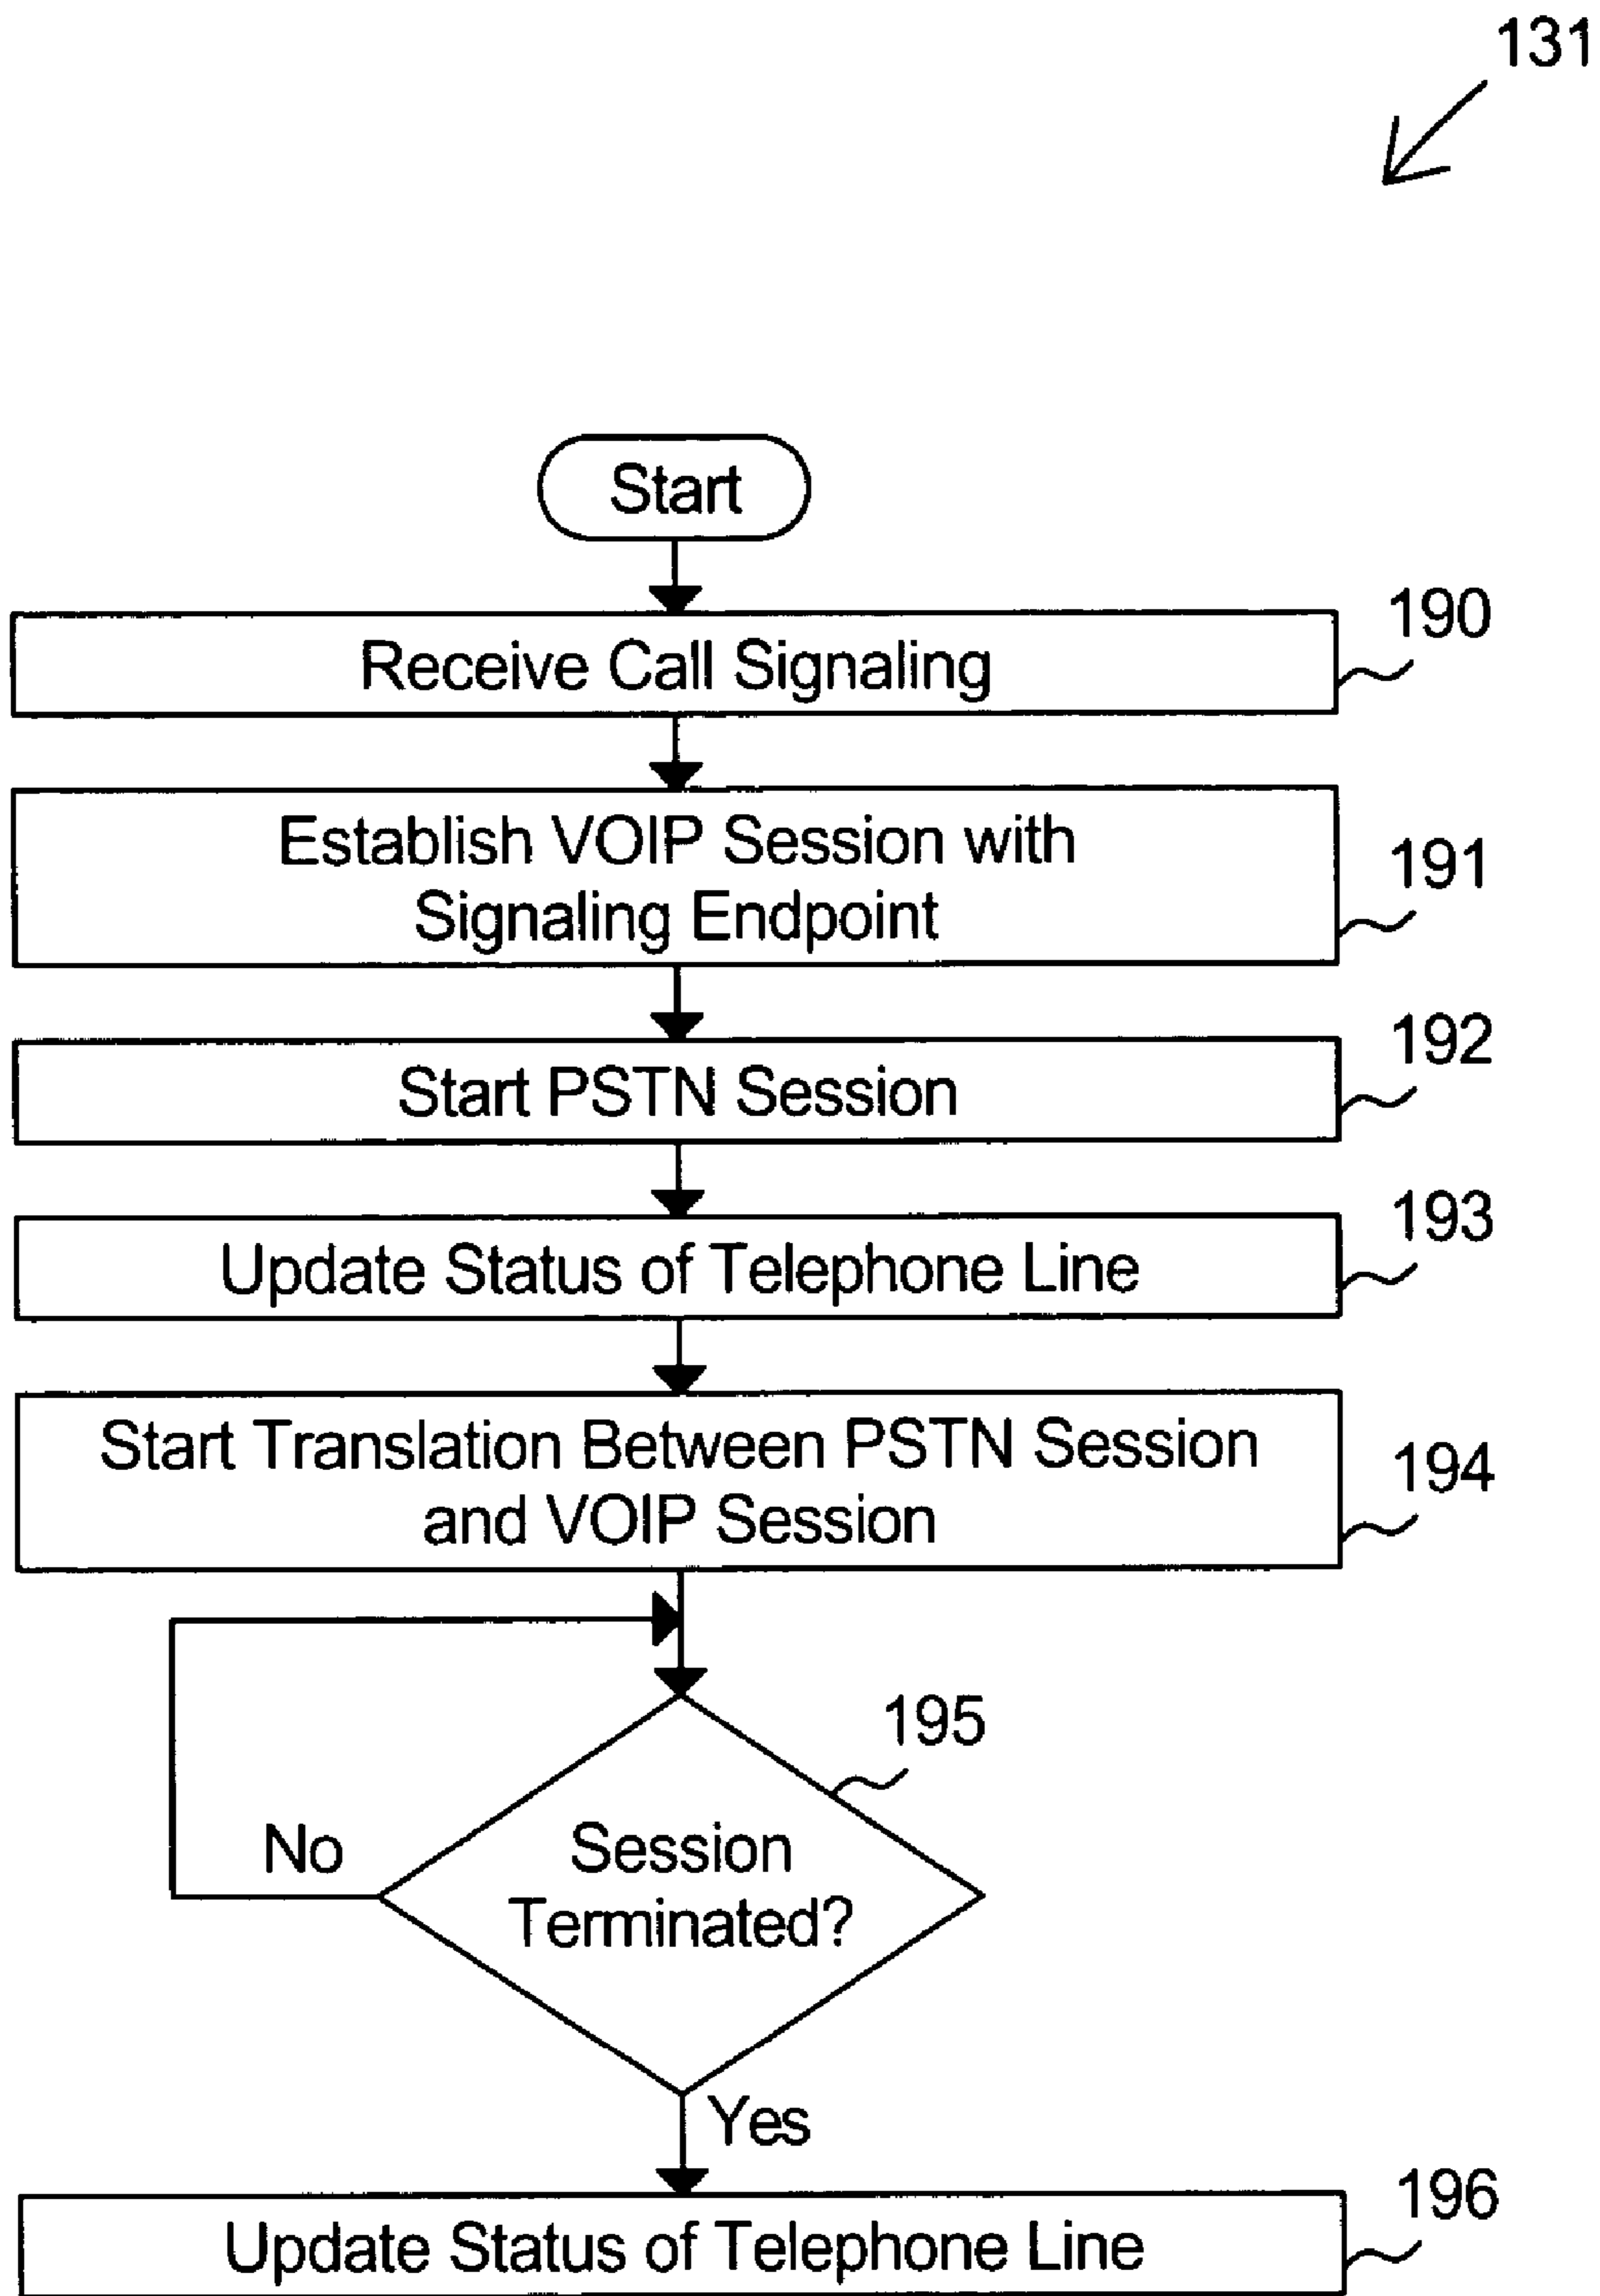 131
Start
190
Receive Call Signaling
Establish VOIP Session with
Signaling Endpoint
191
192
Start PSTN Session
193
Update Status of Telephone Line
Start Translation Between PSTN Session
and VOIP Session
194
195
No
Session
Terminated?
Yes
196
Update Status of Telephone Line